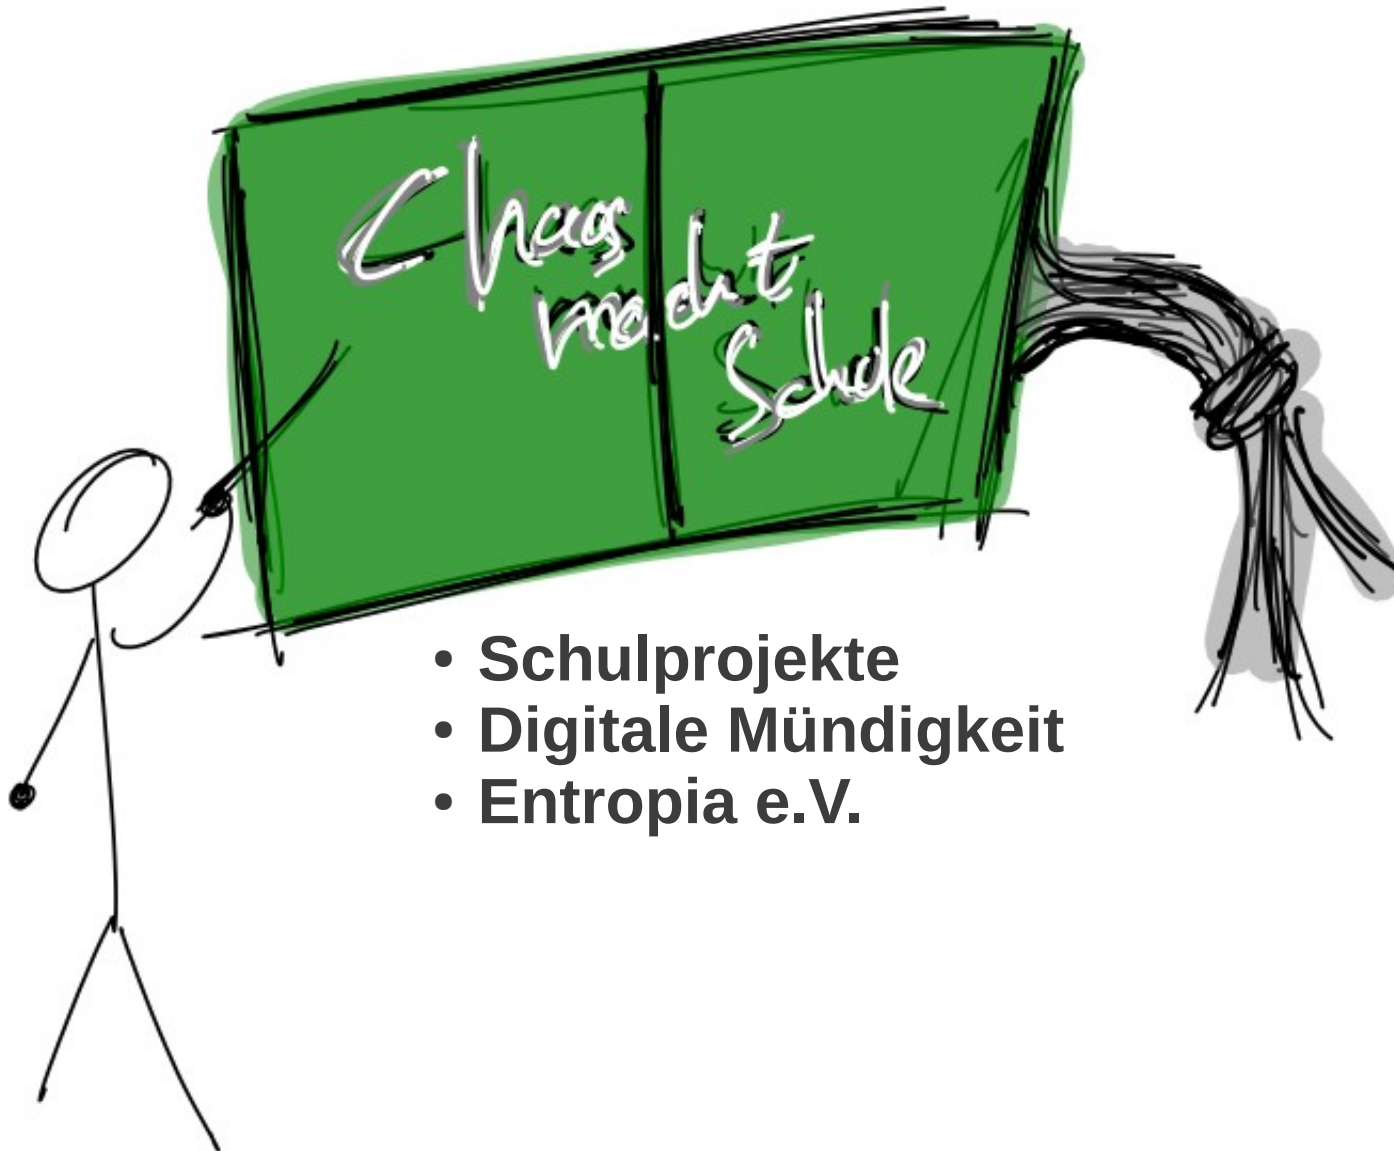 Chaos
macht
Schule
• Schulprojekte
• Digitale Mündigkeit
• Entropia e.V.